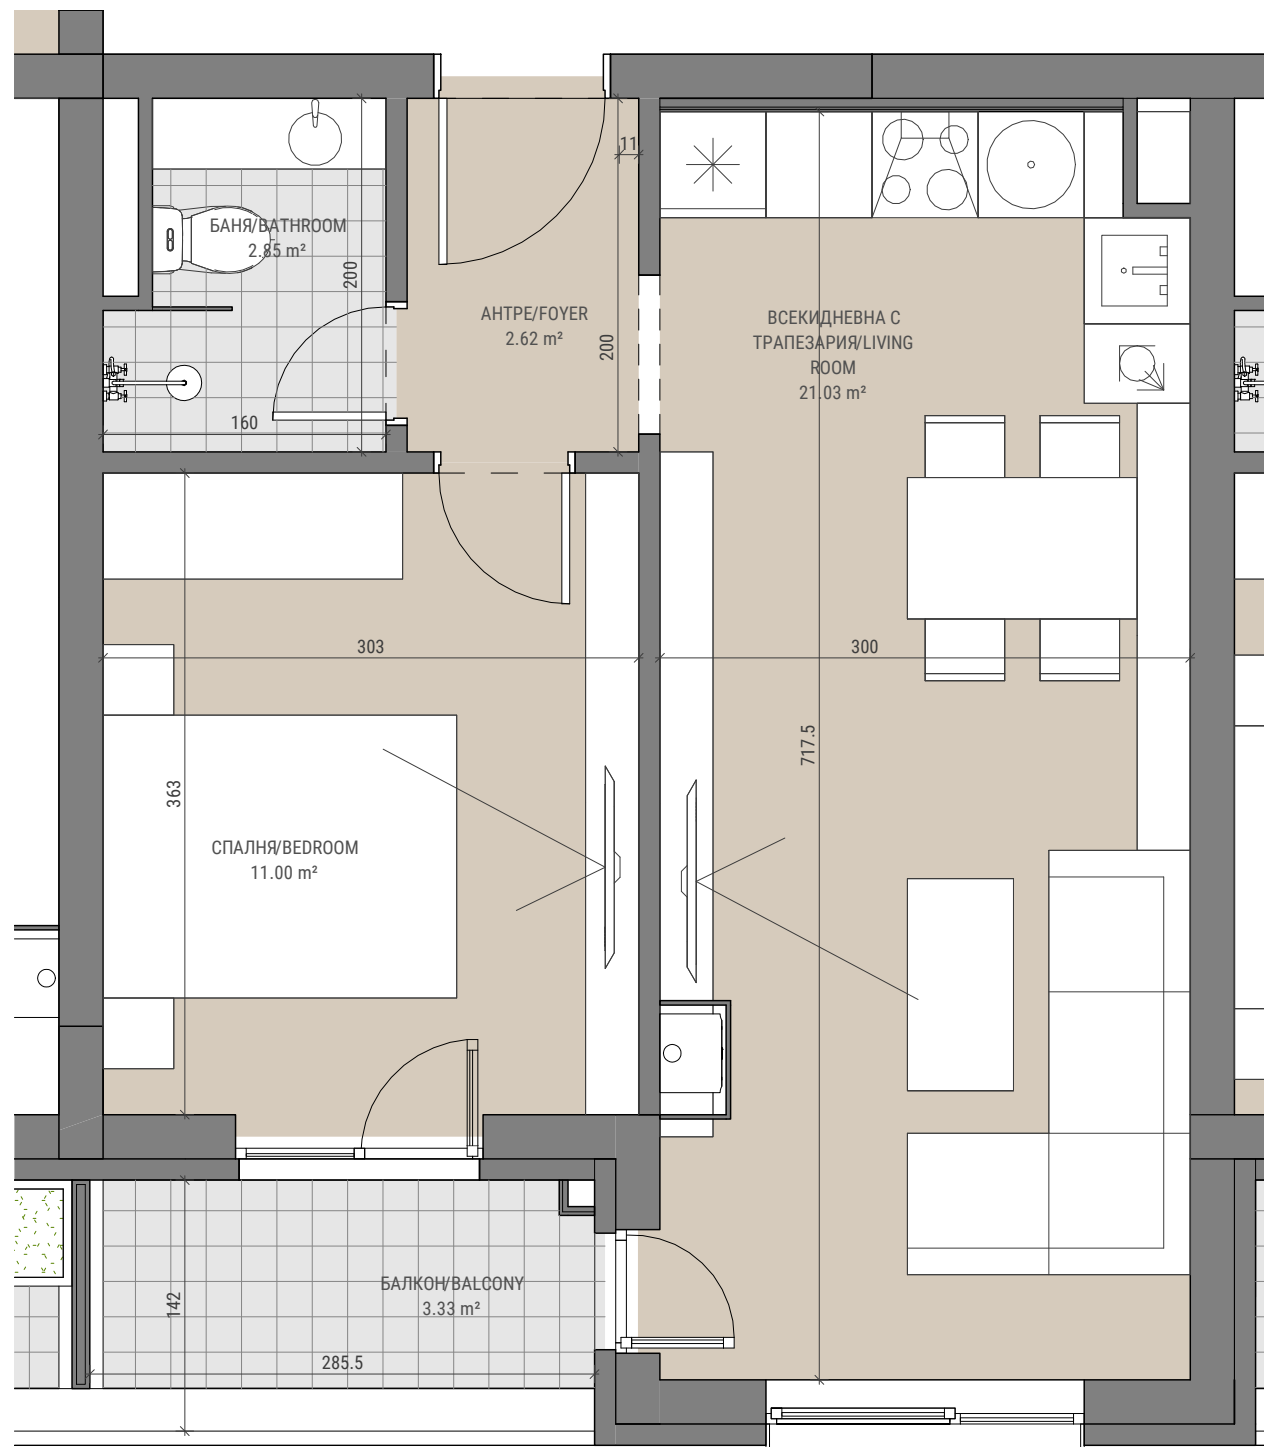 11
БАНЯ/BATHROOM
2.85 m²
200
АНТРЕ/FOYER
2.62 m²
200
ВСЕКИДНЕВНА С
ТРАПЕЗАРИЯ/LIVING
ROOM
21.03 m²
160
303
300
717.5
363
СПАЛНЯ/BEDROOM
11.00 m²
БАЛКОН/BALCONY
3.33 m²
142
285.5